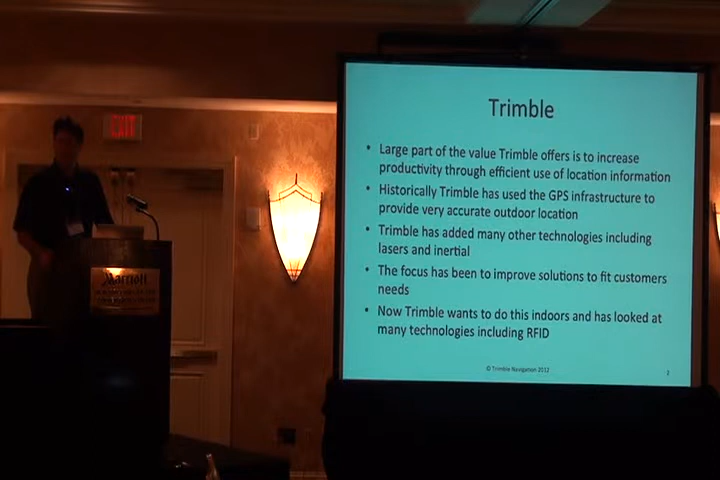 EXIT
Trimble
• Large part of the value Trimble offers is to increase
productivity through efficient use of location information
• Historically Trimble has used the GPS infrastructure to
provide very accurate outdoor location
• Trimble has added many other technologies including
lasers and inertial
• The focus has been to improve solutions to fit customers
needs
• Now Trimble wants to do this indoors and has looked at
many technologies including RFID
© Trimble Navigation 2012
Marriott